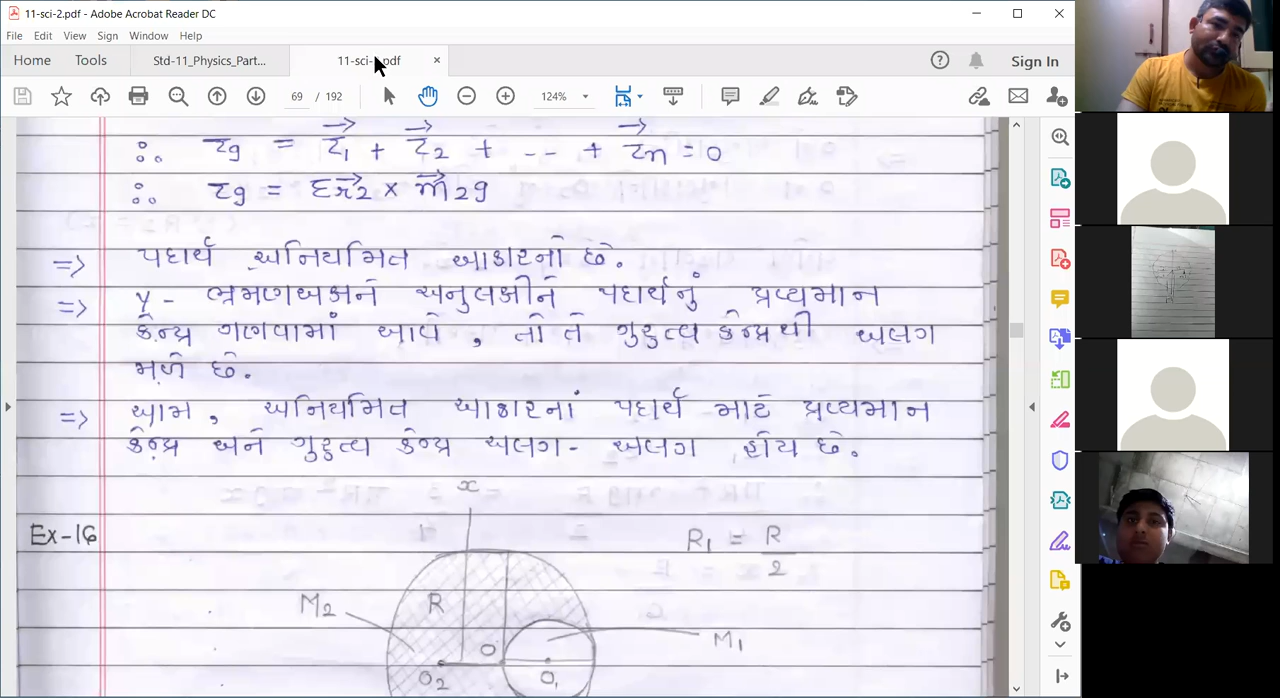 11-sci-2.pdf - Adobe Acrobat Reader DC
File Edit View Sign Window Help
Home Tools Std-11_Physics_Part... 11-sci- .pdf × Sign In
69 / 192 124%
∴ τg = τ⃗1 + τ⃗2 + -- + τ⃗n = 0
∴ τg = Σr⃗2 × m⃗2g
=> પદાર્થ અનિયમિત આકારનો છે.
=> Y - ભ્રમણઅક્ષને અનુલક્ષીને પદાર્થનું દ્રવ્યમાન
કેન્દ્ર ગણવામાં આવે , તો તે ગુરુત્વ કેન્દ્રથી અલગ
મળે છે.
=> આમ , અનિયમિત આકારનાં પદાર્થ માટે દ્રવ્યમાન
કેન્દ્ર અને ગુરુત્વ કેન્દ્ર અલગ - અલગ હોય છે.
x
Ex-16 R1 = R/2
M2 R M1
O
O2 O1